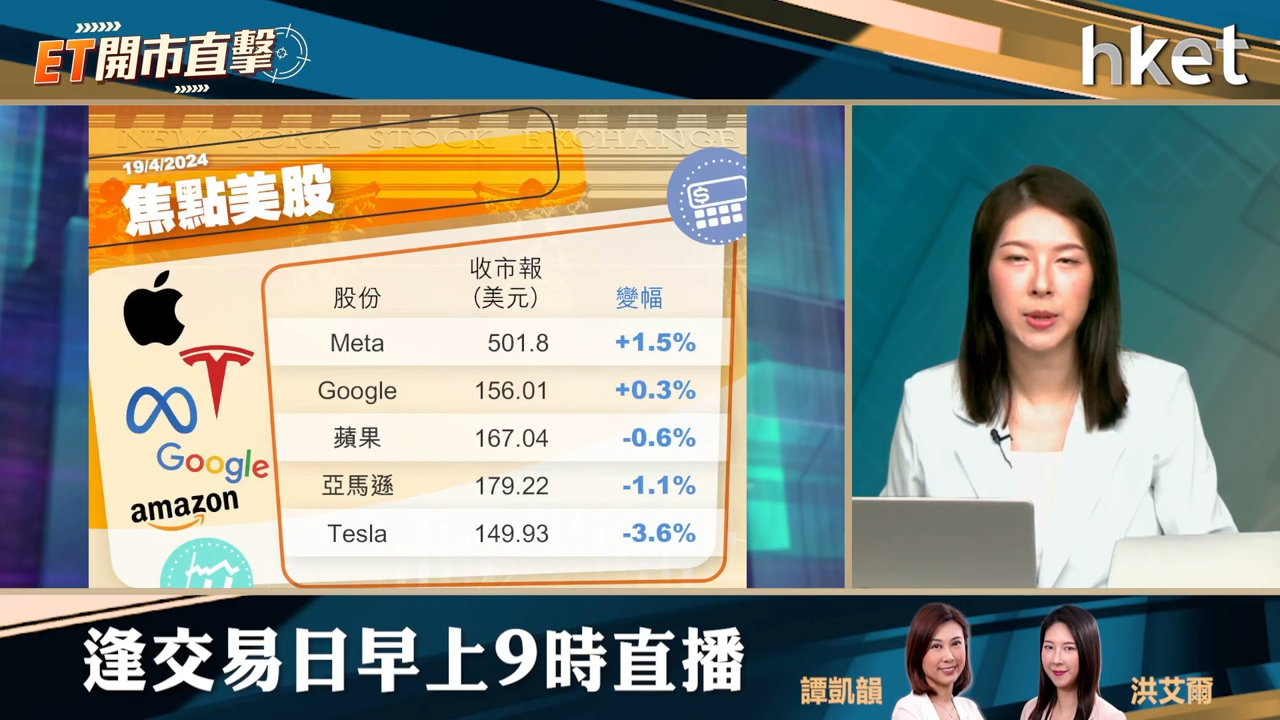 ET開市直擊
hket
NEW YORK STOCK EXCHANGE
19/4/2024
焦點美股
$
股份 收市報(美元) 變幅
Meta 501.8 +1.5%
Google 156.01 +0.3%
蘋果 167.04 -0.6%
亞馬遜 179.22 -1.1%
Tesla 149.93 -3.6%
Google
amazon
逢交易日早上9時直播
譚凱韻
洪艾爾